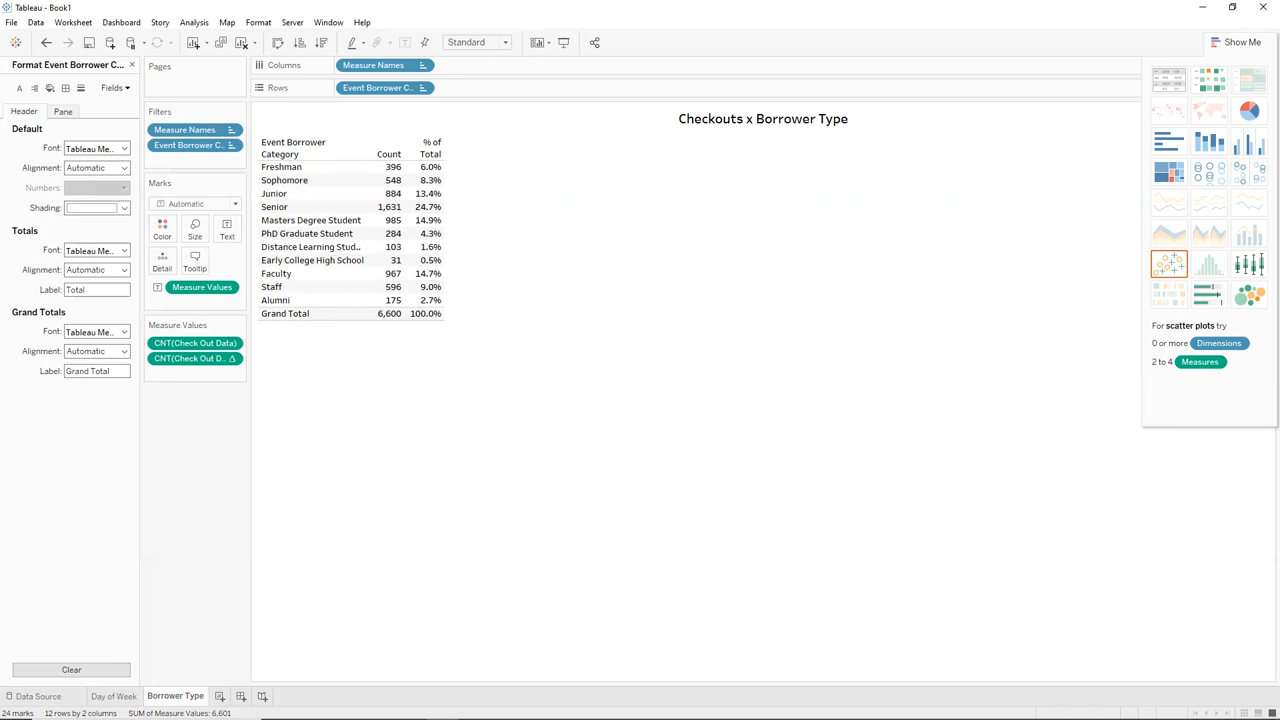 Tableau - Book1
File Data Worksheet Dashboard Story Analysis Map Format Server Window Help
Standard
Show Me
Format Event Borrower C...
Fields
Header Pane
Default
Font: Tableau Me..
Alignment: Automatic
Numbers:
Shading:
Totals
Font: Tableau Me..
Alignment: Automatic
Label: Total
Grand Totals
Font: Tableau Me..
Alignment: Automatic
Label: Grand Total
Clear
Pages
Filters
Measure Names
Event Borrower C..
Marks
Automatic
Color Size Text
Detail Tooltip
Measure Values
Measure Values
CNT(Check Out Data)
CNT(Check Out D.. Δ
Columns Measure Names
Rows Event Borrower C..
Checkouts x Borrower Type
Event Borrower % of
Category Count Total
Freshman 396 6.0%
Sophomore 548 8.3%
Junior 884 13.4%
Senior 1,631 24.7%
Masters Degree Student 985 14.9%
PhD Graduate Student 284 4.3%
Distance Learning Stud.. 103 1.6%
Early College High School 31 0.5%
Faculty 967 14.7%
Staff 596 9.0%
Alumni 175 2.7%
Grand Total 6,600 100.0%
For scatter plots try
0 or more Dimensions
2 to 4 Measures
Data Source Day of Week Borrower Type
24 marks 12 rows by 2 columns SUM of Measure Values: 6,601